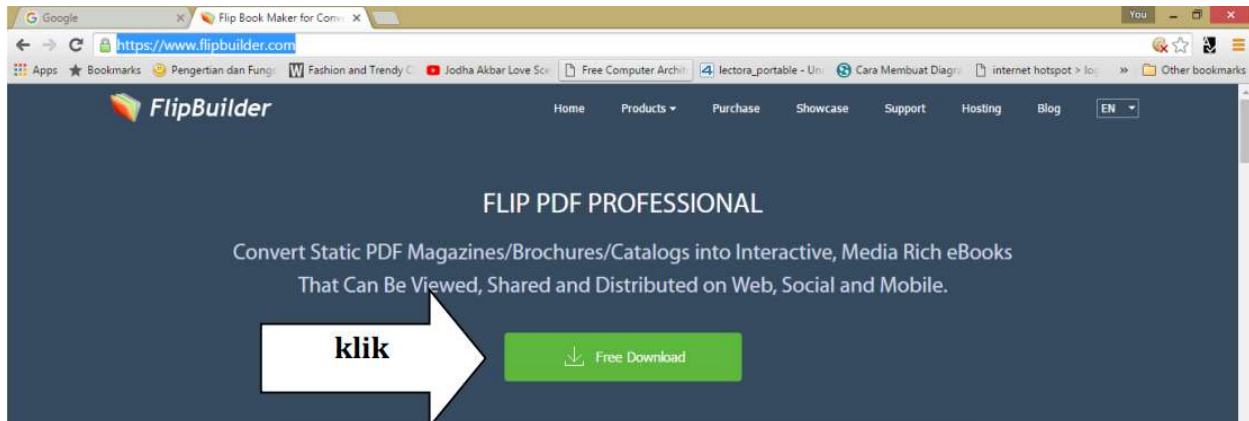 Google
Flip Book Maker for Conv
You
https://www.flipbuilder.com
Apps Bookmarks Pengertian dan Fungs Fashion and Trendy C Jodha Akbar Love Sce Free Computer Archit lectora_portable - Un Cara Membuat Diagra internet hotspot > log » Other bookmarks
FlipBuilder Home Products Purchase Showcase Support Hosting Blog EN
FLIP PDF PROFESSIONAL
Convert Static PDF Magazines/Brochures/Catalogs into Interactive, Media Rich eBooks
That Can Be Viewed, Shared and Distributed on Web, Social and Mobile.
klik
Free Download